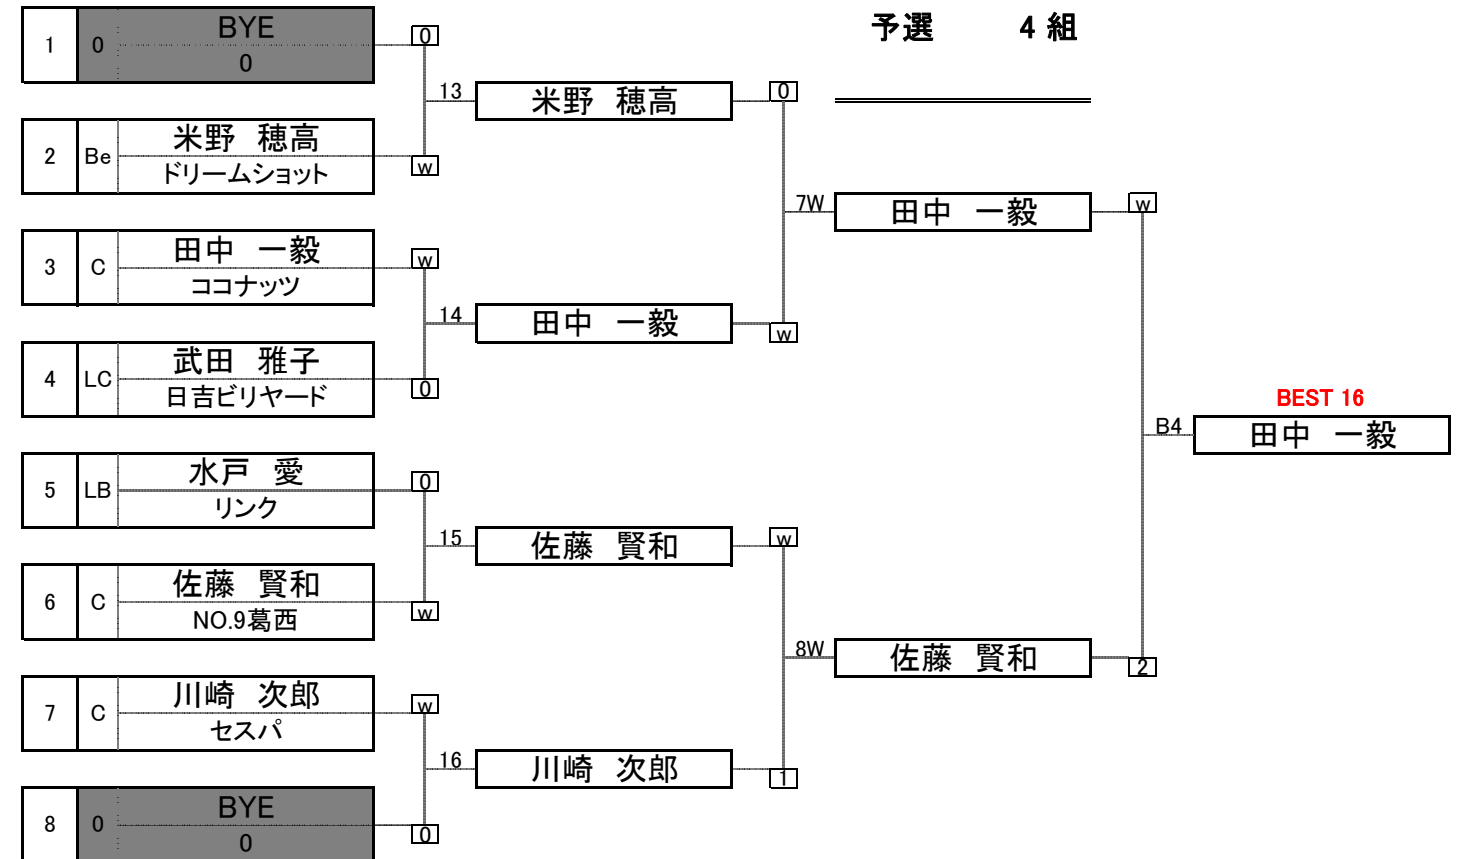 予選 4 組
1 0 BYE
0
0
13 米野 穂高 0
2 Be 米野 穂高
ドリームショット
w
7W 田中 一毅 w
3 C 田中 一毅
ココナッツ
w
14 田中 一毅 w
4 LC 武田 雅子
日吉ビリヤード
0
BEST 16
B4 田中 一毅
5 LB 水戸 愛
リンク
0
15 佐藤 賢和 w
6 C 佐藤 賢和
NO.9葛西
w
8W 佐藤 賢和 2
7 C 川崎 次郎
セスパ
w
16 川崎 次郎 1
8 0 BYE
0
0